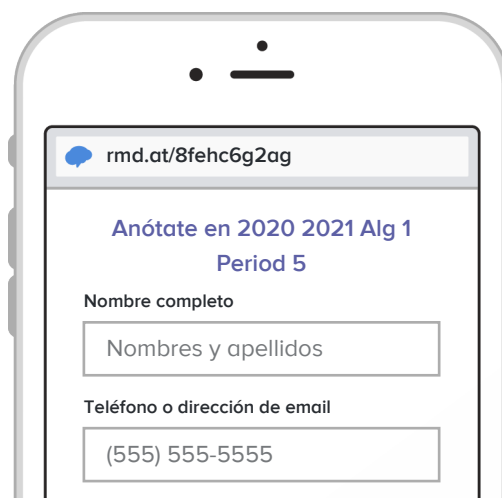 rmd.at/8fehc6g2ag
Anótate en 2020 2021 Alg 1
Period 5
Nombre completo
Nombres y apellidos
Teléfono o dirección de email
(555) 555-5555